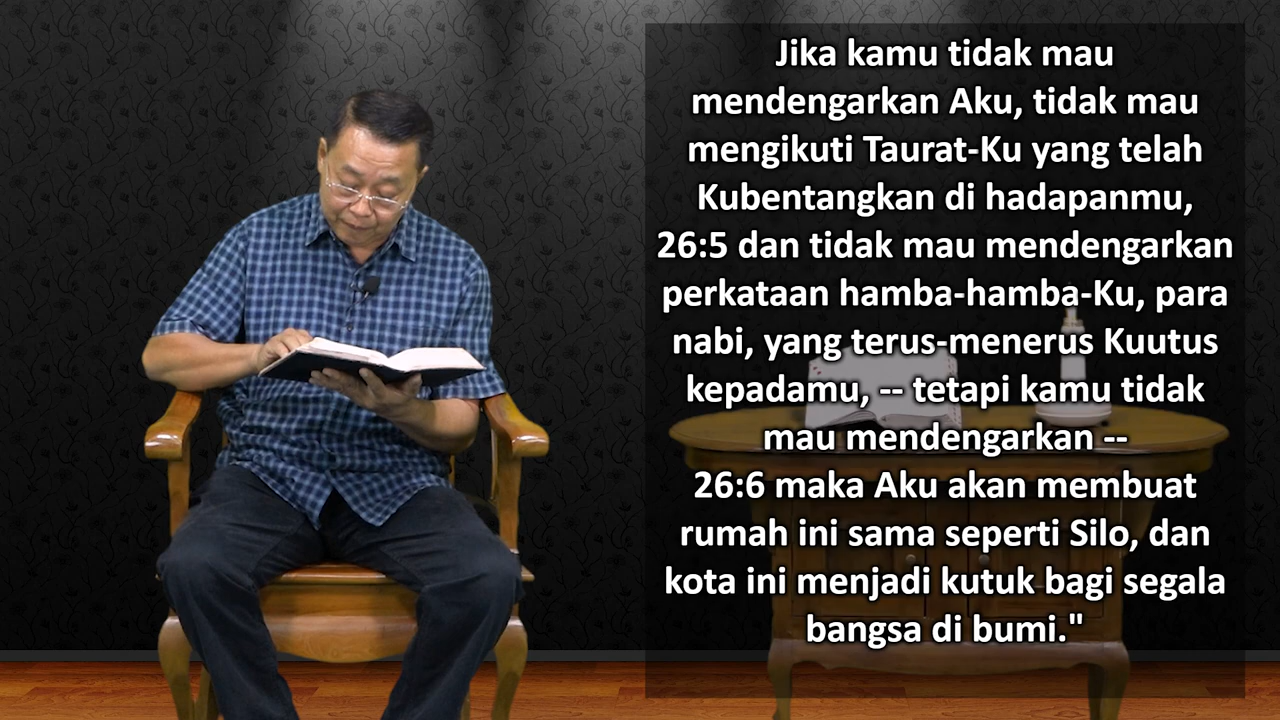 Jika kamu tidak mau
mendengarkan Aku, tidak mau
mengikuti Taurat-Ku yang telah
Kubentangkan di hadapanmu,
26:5 dan tidak mau mendengarkan
perkataan hamba-hamba-Ku, para
nabi, yang terus-menerus Kuutus
kepadamu, -- tetapi kamu tidak
mau mendengarkan --
26:6 maka Aku akan membuat
rumah ini sama seperti Silo, dan
kota ini menjadi kutuk bagi segala
bangsa di bumi."